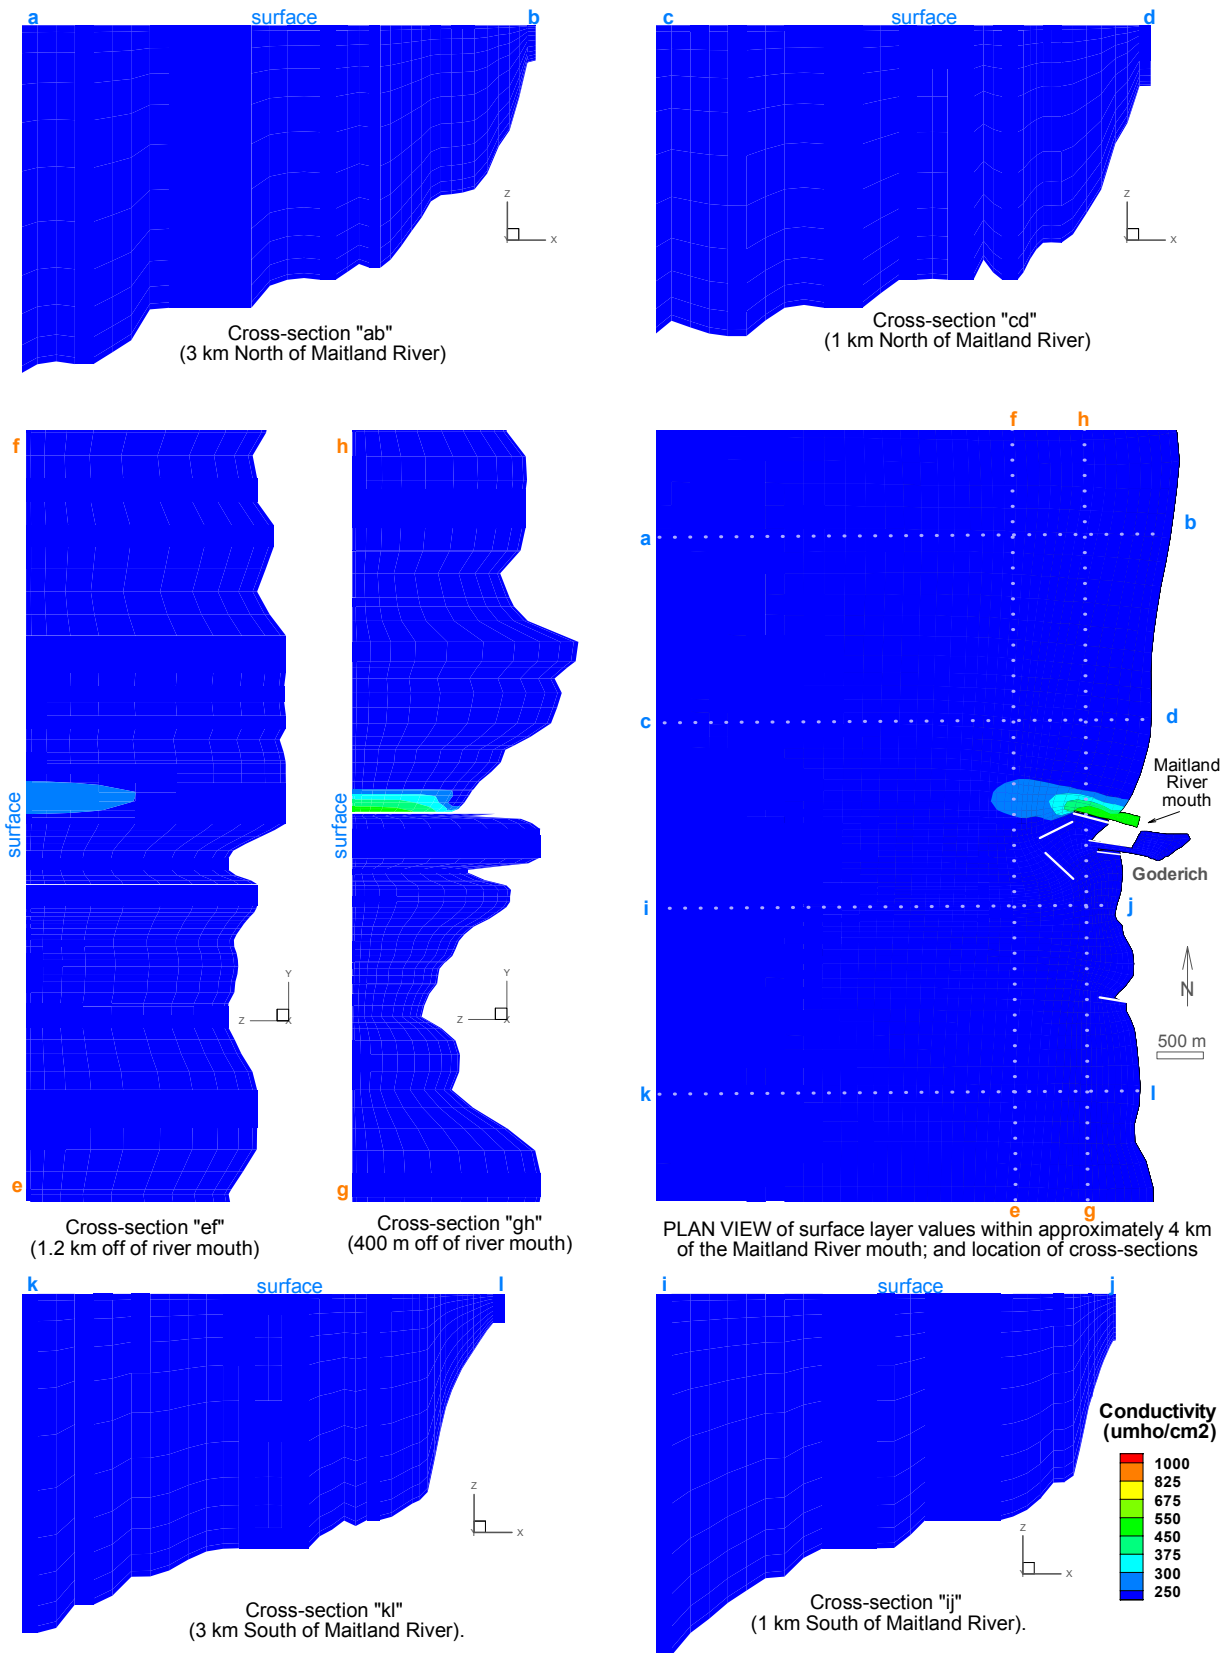 a surface b
c surface d
Z
X
Y
Z
X
Y
Cross-section "ab"
(3 km North of Maitland River)
Cross-section "cd"
(1 km North of Maitland River)
f
surface
e
Y
Z
X
Cross-section "ef"
(1.2 km off of river mouth)
h
surface
g
Y
Z
X
Cross-section "gh"
(400 m off of river mouth)
f h
a b
c d
Maitland
River
mouth
Goderich
i j
N
500 m
k l
e g
PLAN VIEW of surface layer values within approximately 4 km
of the Maitland River mouth; and location of cross-sections
k surface l
Z
X
Y
Cross-section "kl"
(3 km South of Maitland River).
i surface j
Z
X
Y
Cross-section "ij"
(1 km South of Maitland River).
Conductivity
(umho/cm2)
1000
825
675
550
450
375
300
250